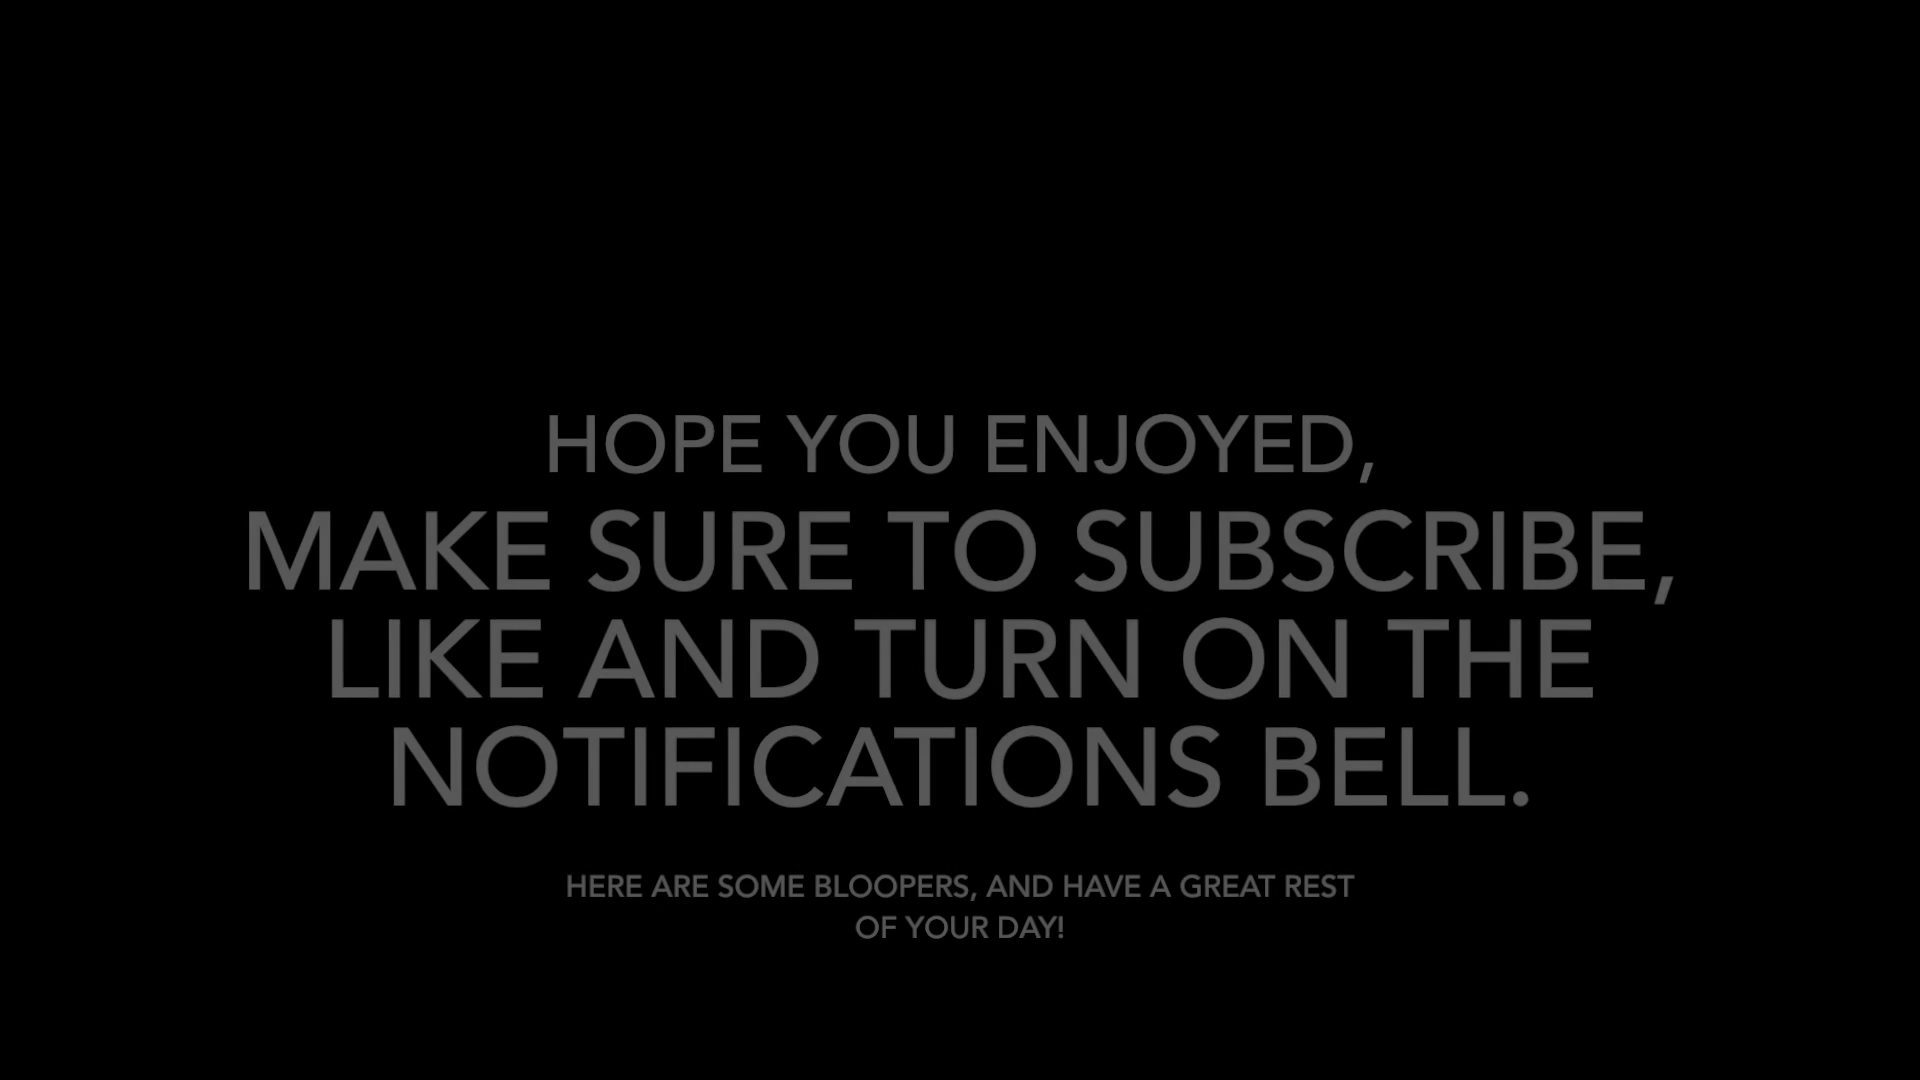 HOPE YOU ENJOYED,
MAKE SURE TO SUBSCRIBE,
LIKE AND TURN ON THE
NOTIFICATIONS BELL.
HERE ARE SOME BLOOPERS, AND HAVE A GREAT REST
OF YOUR DAY!